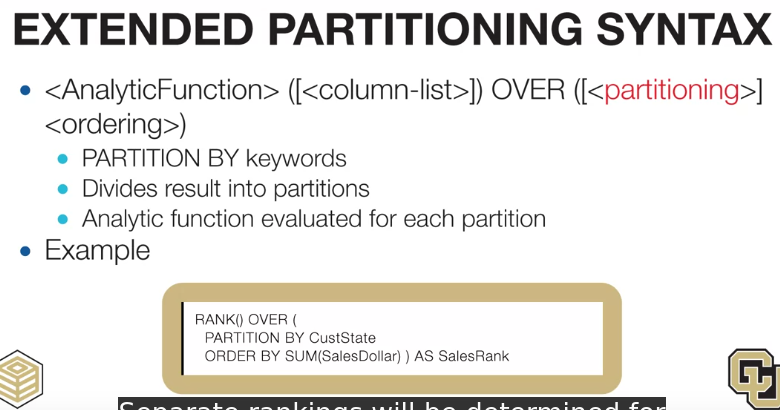 EXTENDED PARTITIONING SYNTAX
<AnalyticFunction> ([<column-list>]) OVER ([<partitioning>]
<ordering>)
PARTITION BY keywords
Divides result into partitions
Analytic function evaluated for each partition
Example
RANK() OVER (
PARTITION BY CustState
ORDER BY SUM(SalesDollar) ) AS SalesRank
Separate rankings will be determined for